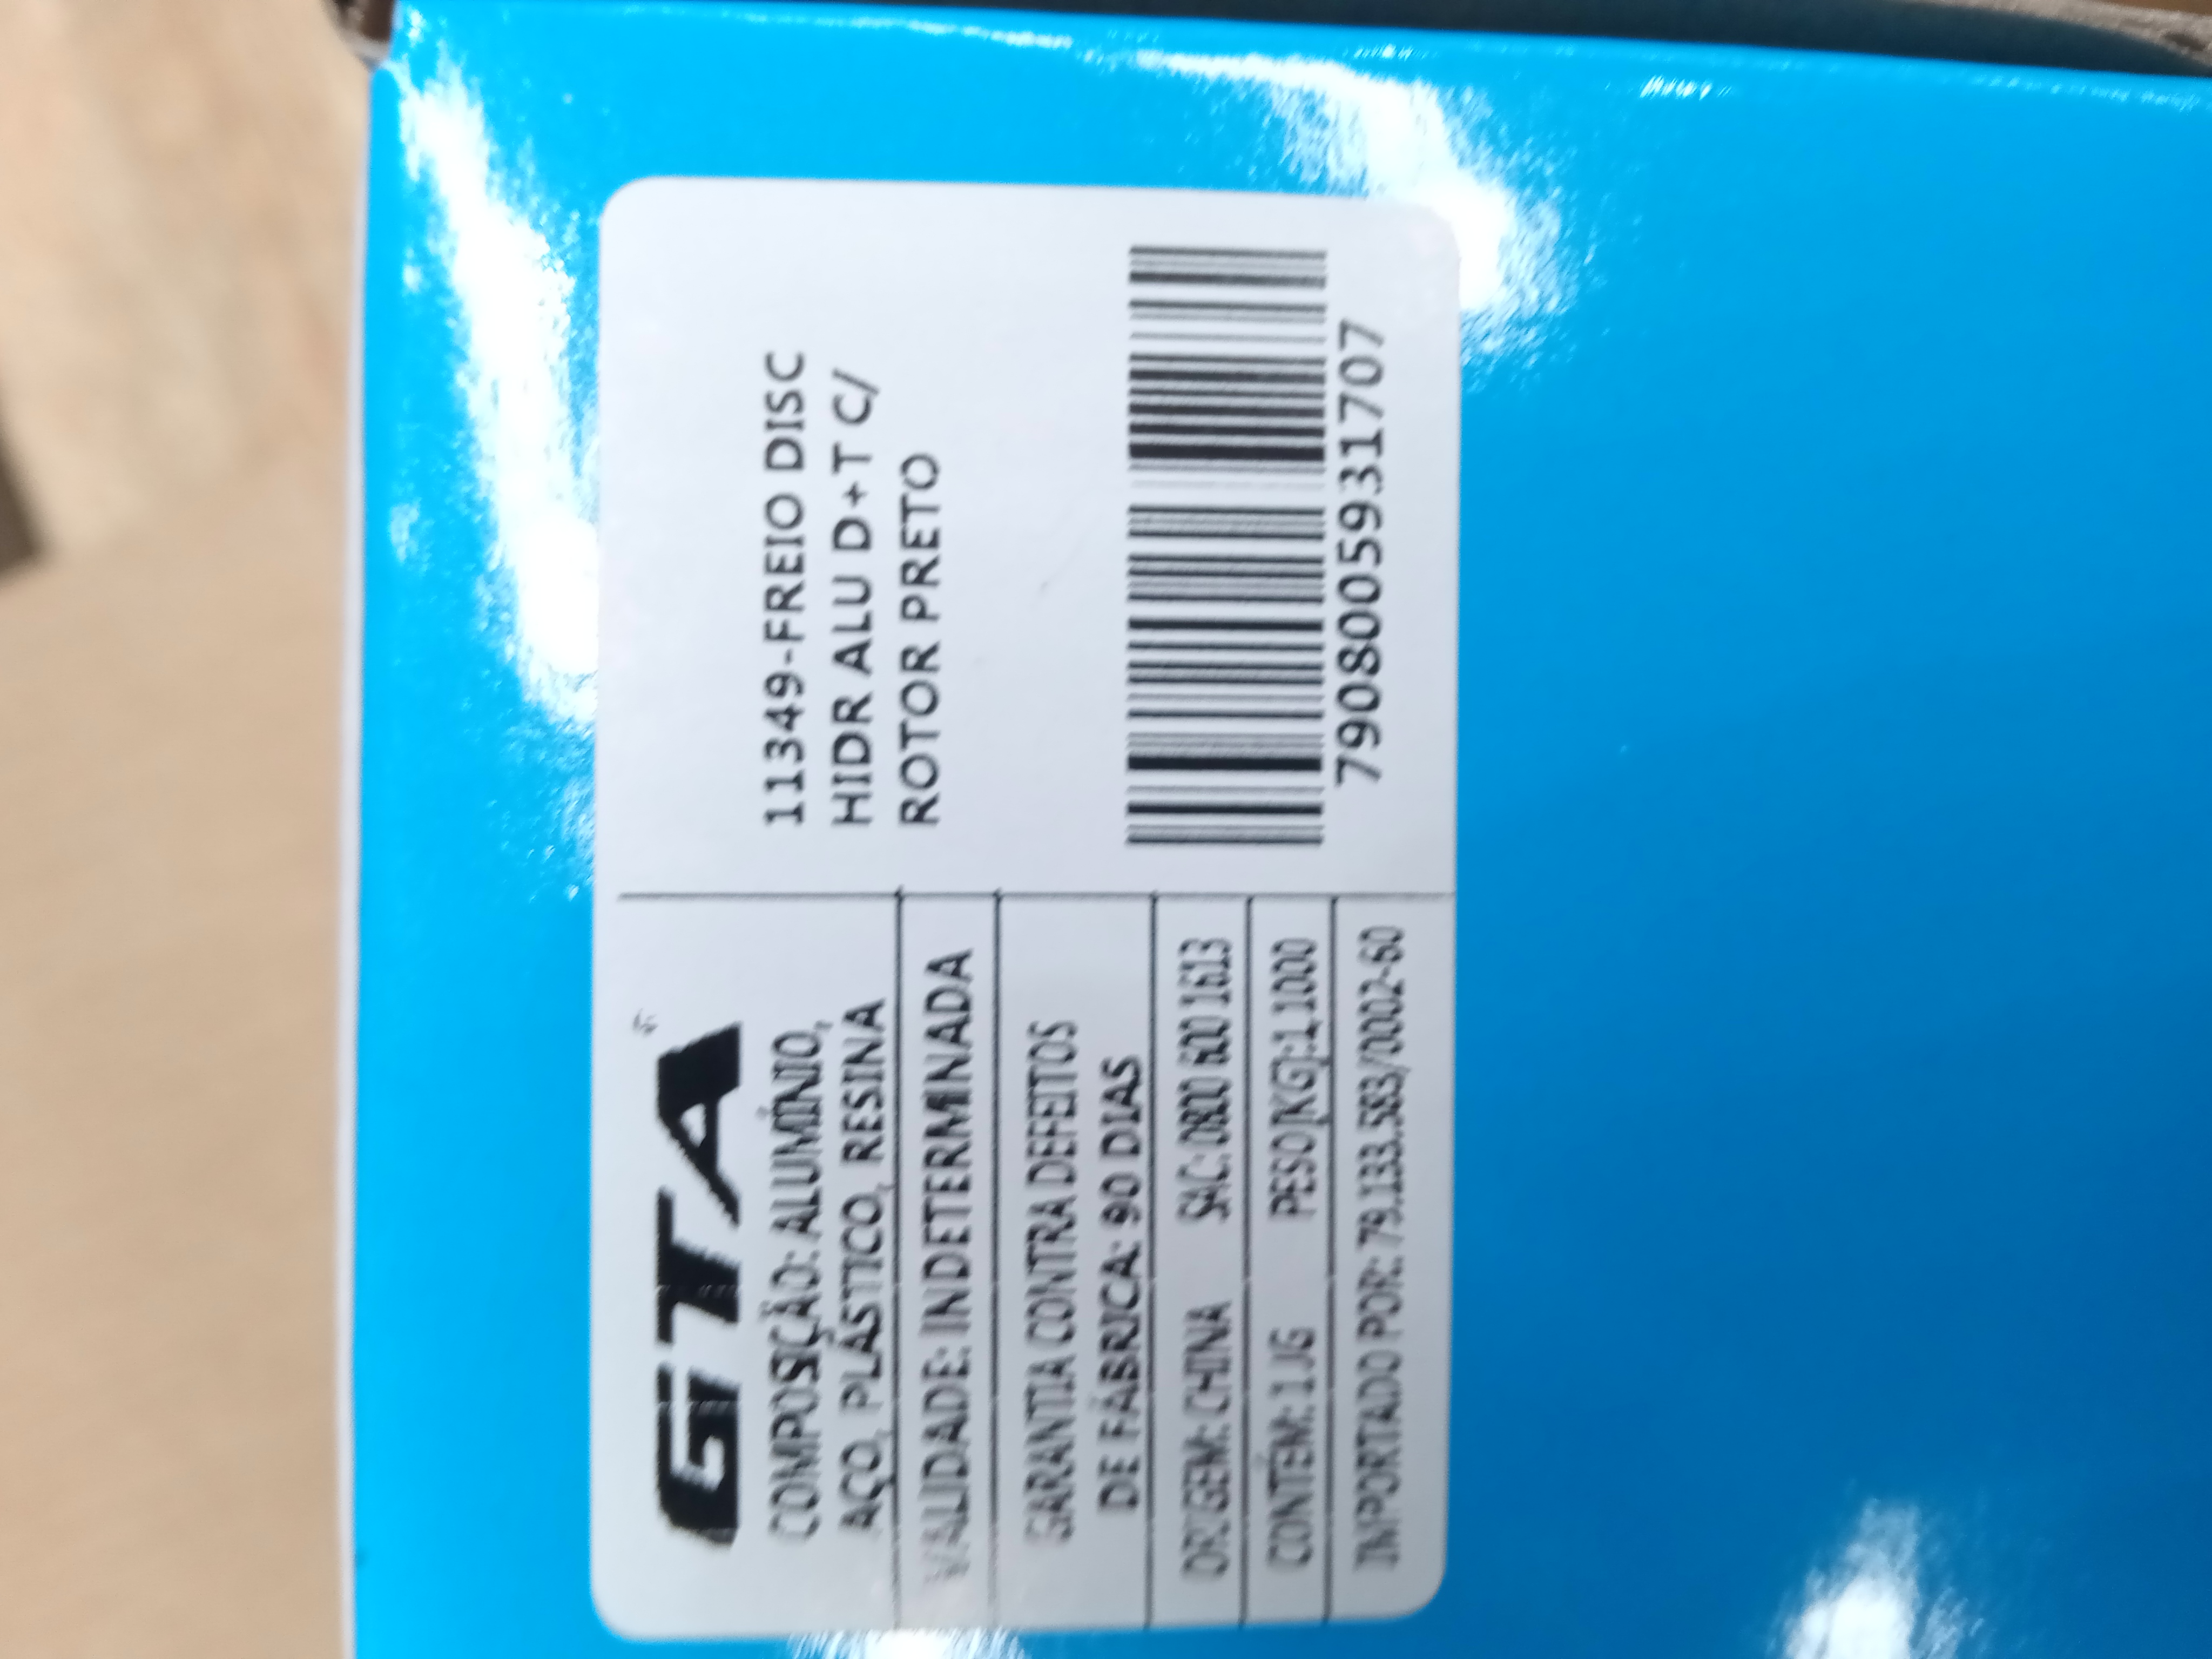 GTA
COMPOSIÇÃO: ALUMÍNIO,
AÇO, PLÁSTICO, RESINA
VALIDADE: INDETERMINADA
GARANTIA CONTRA DEFEITOS
DE FÁBRICA: 90 DIAS
ORIGEM: CHINA SAC: 0800 600 1613
CONTÉM: 1 JG PESO(KG):1,1000
IMPORTADO POR: 79.133.583/0002-60
11349-FREIO DISC
HIDR ALU D+T C/
ROTOR PRETO
7908005931707